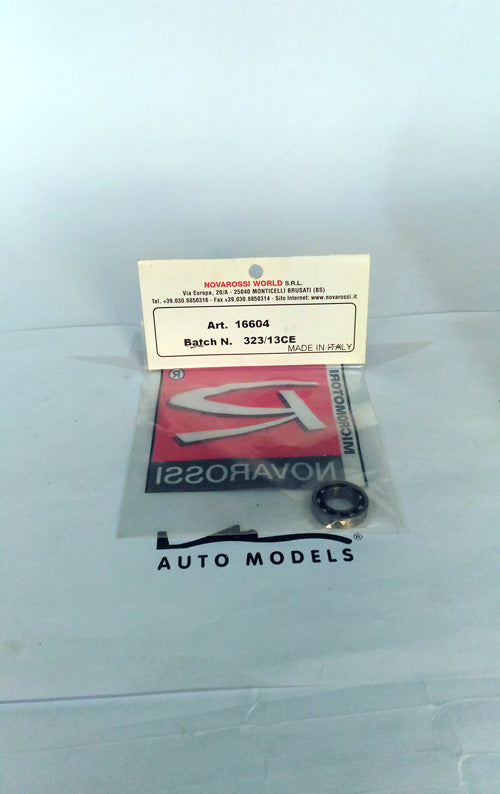 NOVAROSSI WORLD S.R.L.
Via Europa, 20/A - 25040 MONTICELLI BRUSATI (BS)
Tel. +39.030.6850316 - Fax +39.030.6850314 - Sito Internet: www.novarossi.it
Art. 16604
Batch N. 323/13CE
MADE IN ITALY
®
MICROMOTORI
NOVAROSSI
®
AUTO MODELS